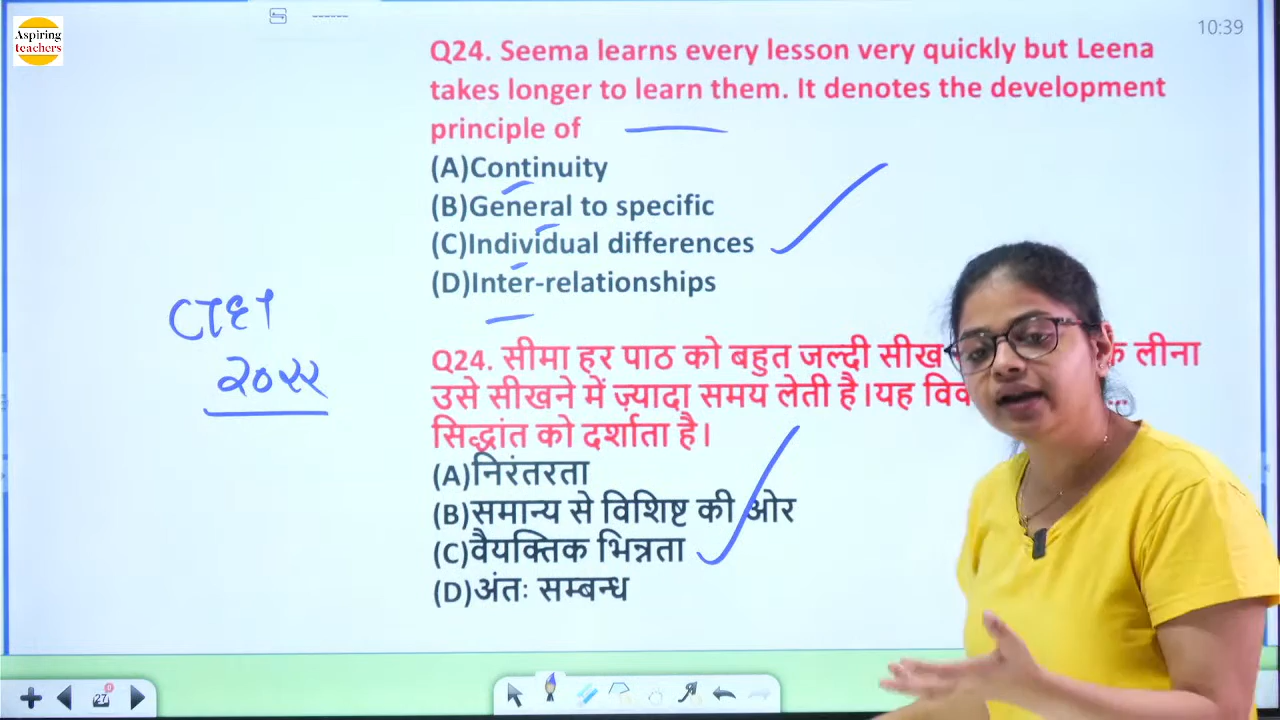 Aspiring
teachers
10:39
Q24. Seema learns every lesson very quickly but Leena
takes longer to learn them. It denotes the development
principle of
(A)Continuity
(B)General to specific
(C)Individual differences
(D)Inter-relationships
CTET
२०२२
Q24. सीमा हर पाठ को बहुत जल्दी सीख लीना
उसे सीखने में ज़्यादा समय लेती है।यह
सिद्धांत को दर्शाता है।
(A)निरंतरता
(B)समान्य से विशिष्ट की ओर
(C)वैयक्तिक भिन्नता
(D)अंतः सम्बन्ध
27